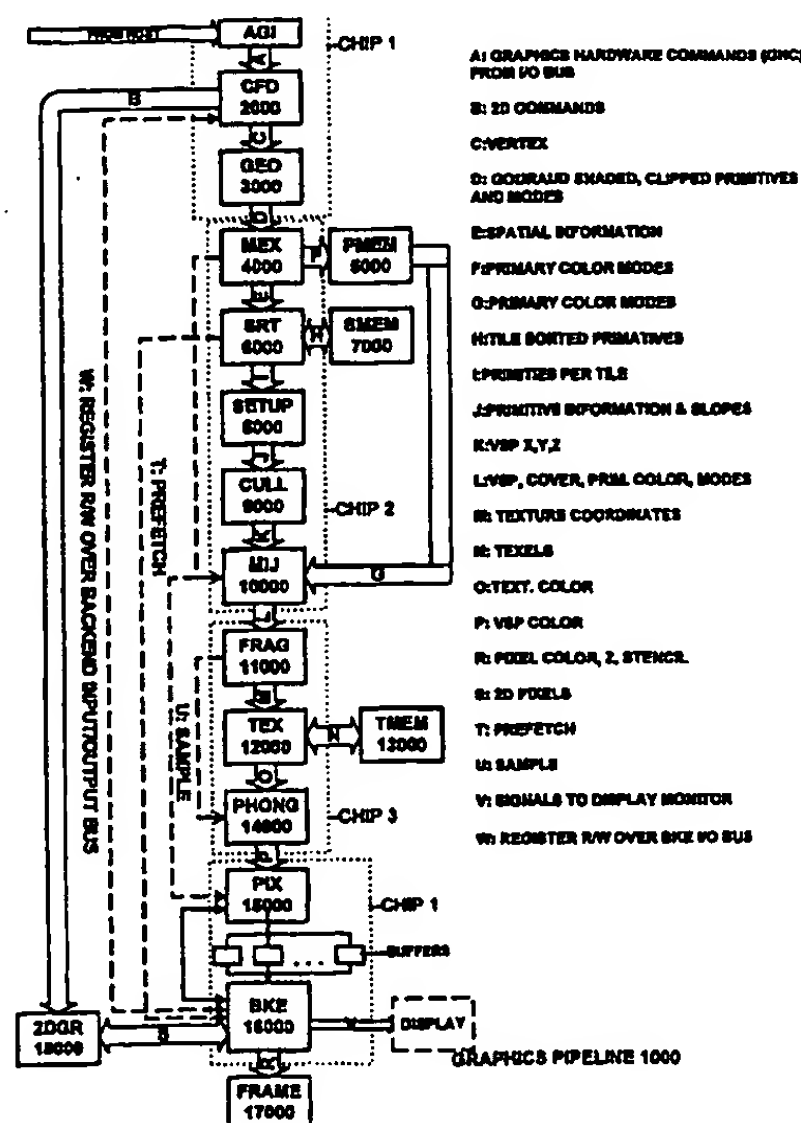 FROM HOST
AGI
CHIP 1
A
CFD
2000
B
C
GEO
3000
D
MEX
4000
F
PMEM
5000
E
SRT
6000
H
SMEM
7000
I
SETUP
8000
J
CULL
9000
CHIP 2
K
MIJ
10000
G
L
FRAG
11000
M
TEX
12000
N
TMEM
13000
O
PHONG
14000
CHIP 3
P
PIX
15000
CHIP 1
BUFFERS
...
BKE
16000
V
DISPLAY
2DGR
18000
S
R
FRAME
17000
GRAPHICS PIPELINE 1000
W: REGISTER R/W OVER BACKEND INPUT/OUTPUT BUS
T: PREFETCH
U: SAMPLE
A: GRAPHICS HARDWARE COMMANDS (GHC)
FROM I/O BUS
B: 2D COMMANDS
C:VERTEX
D: GOURAUD SHADED, CLIPPED PRIMITIVES
AND MODES
E:SPATIAL INFORMATION
F:PRIMARY COLOR MODES
G:PRIMARY COLOR MODES
H:TILE SORTED PRIMATIVES
I:PRIMITIES PER TILE
J:PRIMITIVE INFORMATION & SLOPES
K:VSP X,Y,Z
L:VSP, COVER, PRIM. COLOR, MODES
M: TEXTURE COORDINATES
N: TEXELS
O:TEXT. COLOR
P: VSP COLOR
R: PIXEL COLOR, Z, STENCIL
S: 2D PIXELS
T: PREFETCH
U: SAMPLE
V: SIGNALS TO DISPLAY MONITOR
W: REGISTER R/W OVER BKE I/O BUS